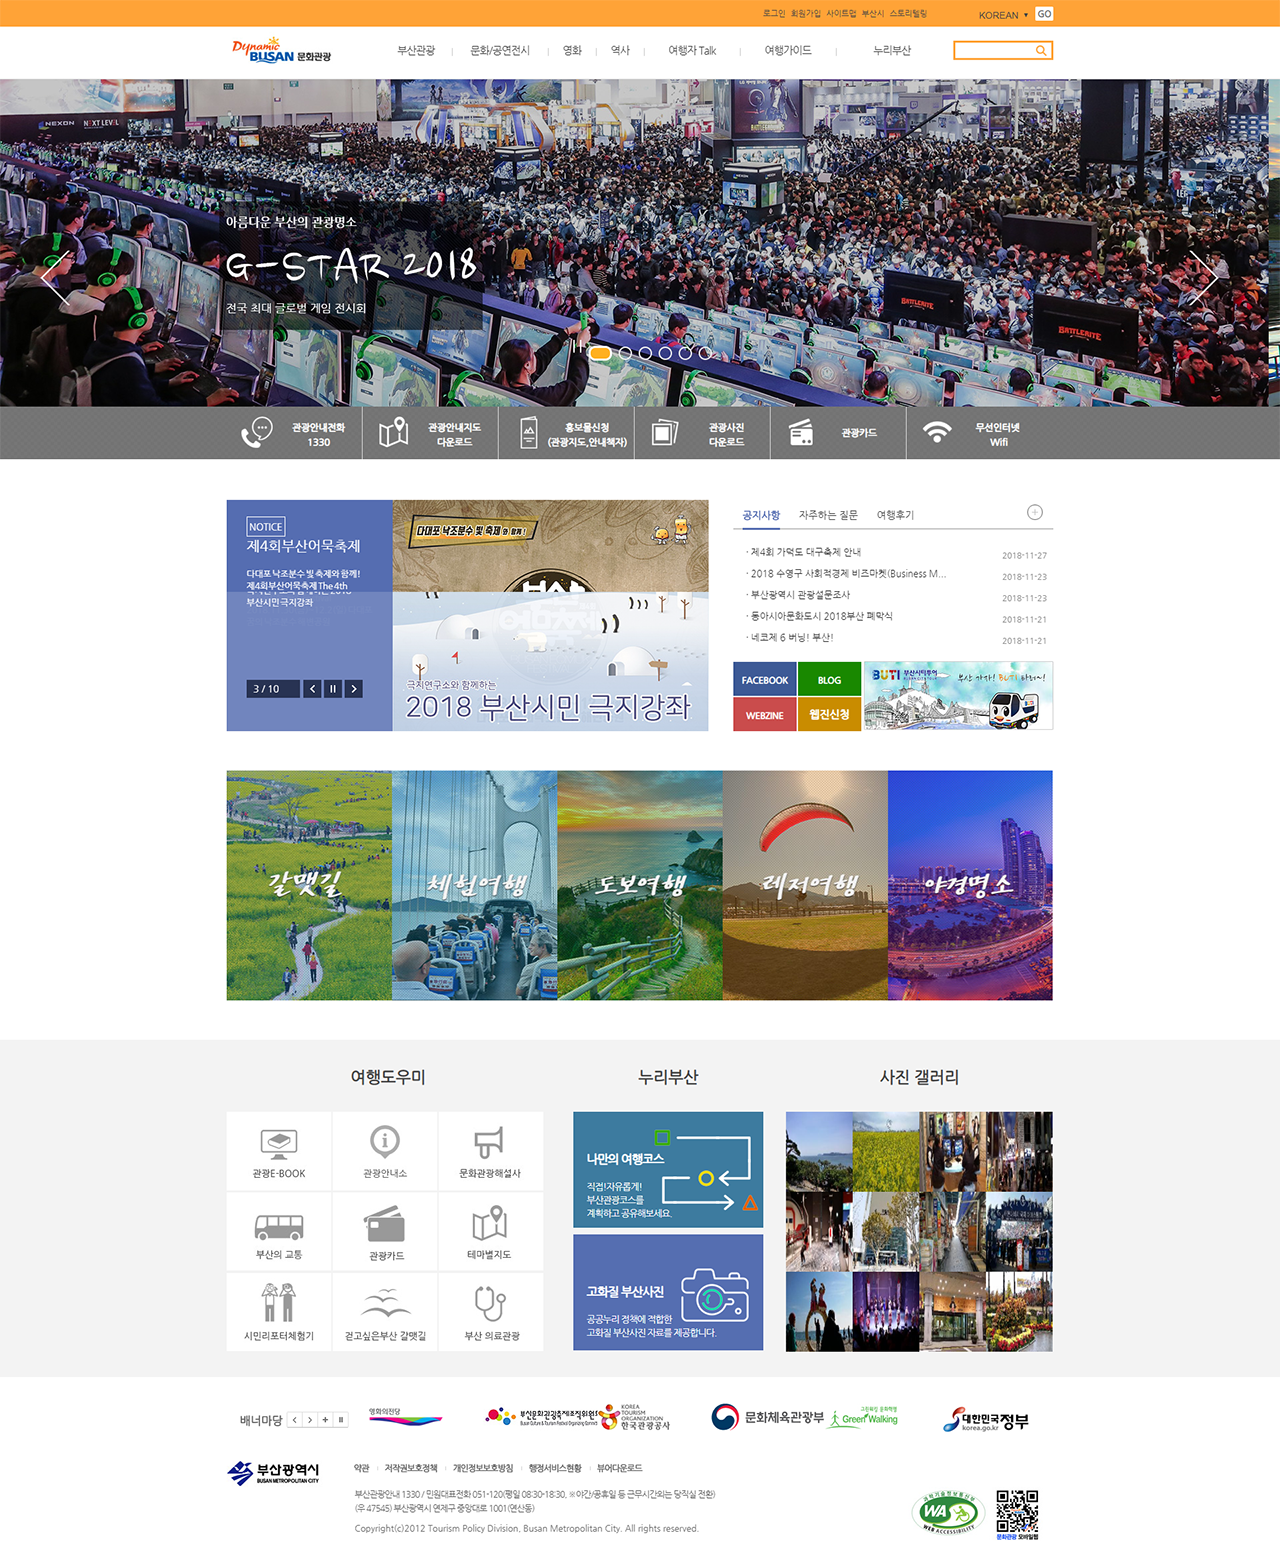 로그인 회원가입 사이트맵 부산시 스토리텔링
KOREAN ▼ GO
Dynamic BUSAN 문화관광
부산관광 문화/공연전시 영화 역사 여행자 Talk 여행가이드 누리부산
NEXON NEXT LEVEL
BATTLEGROUNDS
BATTLERITE
BATTLERITE
아름다운 부산의 관광명소
G-STAR 2018
전국 최대 글로벌 게임 전시회
관광안내전화
1330
관광안내지도
다운로드
홍보물신청
(관광지도,안내책자)
관광사진
다운로드
관광카드
무선인터넷
Wifi
NOTICE
제4회부산어묵축제
다대포 낙조분수 빛 축제와 함께!
제4회부산어묵축제 The 4th
부산시민 극지강좌
3 / 10
다대포 낙조분수 빛 축제 와 함께!
부산
어묵축제
극지연구소와 함께하는
2018 부산시민 극지강좌
공지사항 자주하는 질문 여행후기
· 제4회 가덕도 대구축제 안내 2018-11-27
· 2018 수영구 사회적경제 비즈마켓(Business M... 2018-11-23
· 부산광역시 관광설문조사 2018-11-23
· 동아시아문화도시 2018부산 폐막식 2018-11-21
· 네코제 6 버닝! 부산! 2018-11-21
FACEBOOK BLOG
WEBZINE 웹진신청
BUTI 부산시티투어
부산 가자! BUTI 타러~!
갈맷길 체험여행 도보여행 레저여행 야경명소
여행도우미
관광E-BOOK 관광안내소 문화관광해설사
부산의 교통 관광카드 테마별지도
시민리포터체험기 걷고싶은부산 갈맷길 부산 의료관광
누리부산
나만의 여행코스
직접!자유롭게!
부산관광코스를
계획하고 공유해보세요.
고화질 부산사진
공공누리 정책에 적합한
고화질 부산사진 자료를 제공합니다.
사진 갤러리
배너마당
영화의전당
부산문화관광축제조직위원회
Busan Culture & Tourism Festival Organizing Committee
KOREA
TOURISM
ORGANIZATION
한국관광공사
문화체육관광부
Green Walking
대한민국정부
korea.go.kr
부산광역시
BUSAN METROPOLITAN CITY
약관 저작권보호정책 개인정보보호방침 행정서비스현황 뷰어다운로드
부산관광안내 1330 / 민원대표전화 051-120(평일 08:30-18:30, ※야간/공휴일 등 근무시간외는 당직실 전환)
(우 47545) 부산광역시 연제구 중앙대로 1001(연산동)
Copyright(c)2012 Tourism Policy Division, Busan Metropolitan City. All rights reserved.
과학기술정보통신부
WA
WEB ACCESSIBILITY
문화관광 모바일웹